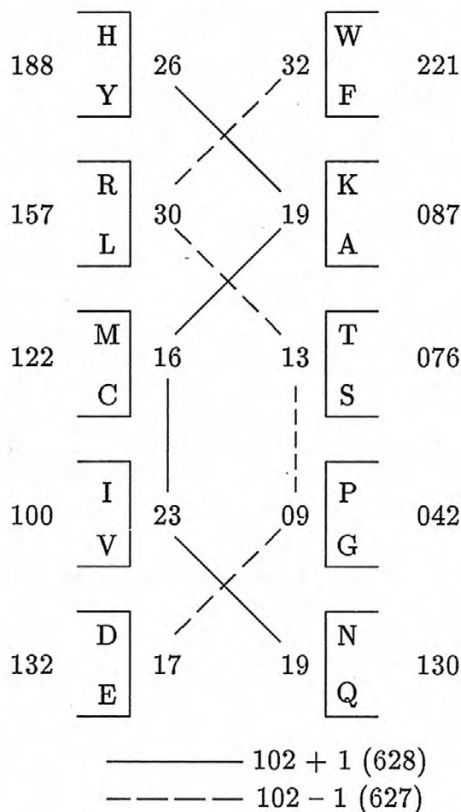 H W
188 26 32 221
Y F
R K
157 30 19 087
L A
M T
122 16 13 076
C S
I P
100 23 09 042
V G
D N
132 17 19 130
E Q
102 + 1 (628)
102 − 1 (627)